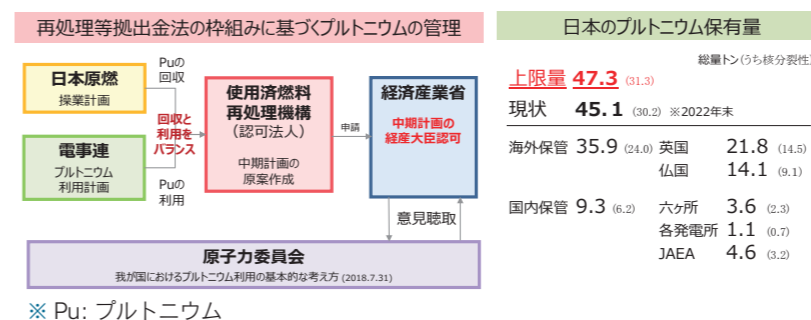 再処理等拠出金法の枠組みに基づくプルトニウムの管理
日本原燃
操業計画
電事連
プルトニウム
利用計画
Puの
回収
回収と
利用を
バランス
Puの
利用
使用済燃料
再処理機構
（認可法人）
中期計画の
原案作成
申請
経済産業省
中期計画の
経産大臣認可
意見聴取
原子力委員会
我が国におけるプルトニウム利用の基本的な考え方 (2018.7.31)
※ Pu: プルトニウム
日本のプルトニウム保有量
総量トン(うち核分裂性)
上限量 47.3 (31.3)
現状 45.1 (30.2) ※2022年末
海外保管 35.9 (24.0) 英国 21.8 (14.5)
仏国 14.1 (9.1)
国内保管 9.3 (6.2) 六ヶ所 3.6 (2.3)
各発電所 1.1 (0.7)
JAEA 4.6 (3.2)